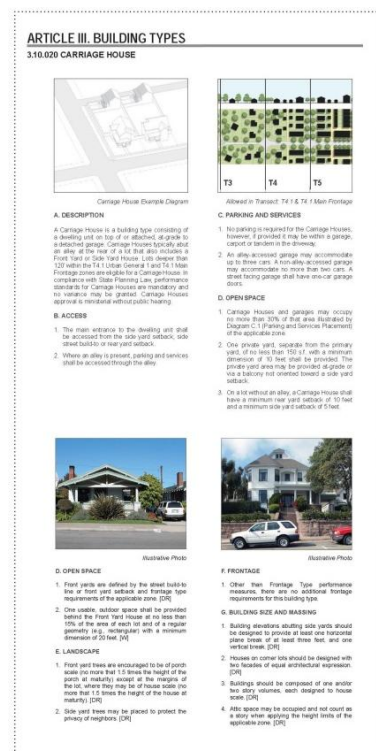 ARTICLE III. BUILDING TYPES
3.10.020 CARRIAGE HOUSE
Carriage House Example Diagram
A. DESCRIPTION
A Carriage House is a building type consisting of
a dwelling unit on top of or attached, at-grade to
a detached garage. Carriage Houses typically abut
an alley at the rear of a lot that also includes a
Front Yard or Side Yard House. Lots deeper than
120' within the T4.1 Urban General 1 and T4.1 Main
Frontage zones are eligible for a Carriage House. In
compliance with State Planning Law, performance
standards for Carriage Houses are mandatory and
no variance may be granted. Carriage Houses
approval is ministerial without public hearing.
B. ACCESS
1. The main entrance to the dwelling unit shall
be accessed from the side yard setback, side
street build-to or rear yard setback.
2. Where an alley is present, parking and services
shall be accessed through the alley.
T3 T4 T5
Allowed in Transect: T4.1 & T4.1 Main Frontage
C. PARKING AND SERVICES
1. No parking is required for the Carriage Houses,
however, if provided it may be within a garage,
carport or tandem in the driveway.
2. An alley-accessed garage may accommodate
up to three cars. A non-alley-accessed garage
may accommodate no more than two cars. A
street facing garage shall have one-car garage
doors.
D. OPEN SPACE
1. Carriage Houses and garages may occupy
no more than 30% of that area illustrated by
Diagram C.1 (Parking and Services Placement)
of the applicable zone.
2. One private yard, separate from the primary
yard, of no less than 150 s.f. with a minimum
dimension of 10 feet shall be provided. The
private yard area may be provided at-grade or
via a balcony not oriented toward a side yard
setback.
3. On a lot without an alley, a Carriage House shall
have a minimum rear yard setback of 10 feet
and a minimum side yard setback of 5 feet.
Illustrative Photo
D. OPEN SPACE
1. Front yards are defined by the street build-to
line or front yard setback and frontage type
requirements of the applicable zone. [DR]
2. One usable, outdoor space shall be provided
behind the Front Yard House at no less than
15% of the area of each lot and of a regular
geometry (e.g., rectangular) with a minimum
dimension of 20 feet. [W]
E. LANDSCAPE
1. Front yard trees are encouraged to be of porch
scale (no more that 1.5 times the height of the
porch at maturity) except at the margins of
the lot, where they may be of house scale (no
more that 1.5 times the height of the house at
maturity). [DR]
2. Side yard trees may be placed to protect the
privacy of neighbors. [DR]
Illustrative Photo
F. FRONTAGE
1. Other than Frontage Type performance
measures, there are no additional frontage
requirements for this building type.
G. BUILDING SIZE AND MASSING
1. Building elevations abutting side yards should
be designed to provide at least one horizontal
plane break of at least three feet, and one
vertical break. [DR]
2. Houses on corner lots should be designed with
two facades of equal architectural expression.
[DR]
3. Buildings should be composed of one and/or
two story volumes, each designed to house
scale. [DR]
4. Attic space may be occupied and not count as
a story when applying the height limits of the
applicable zone. [DR]